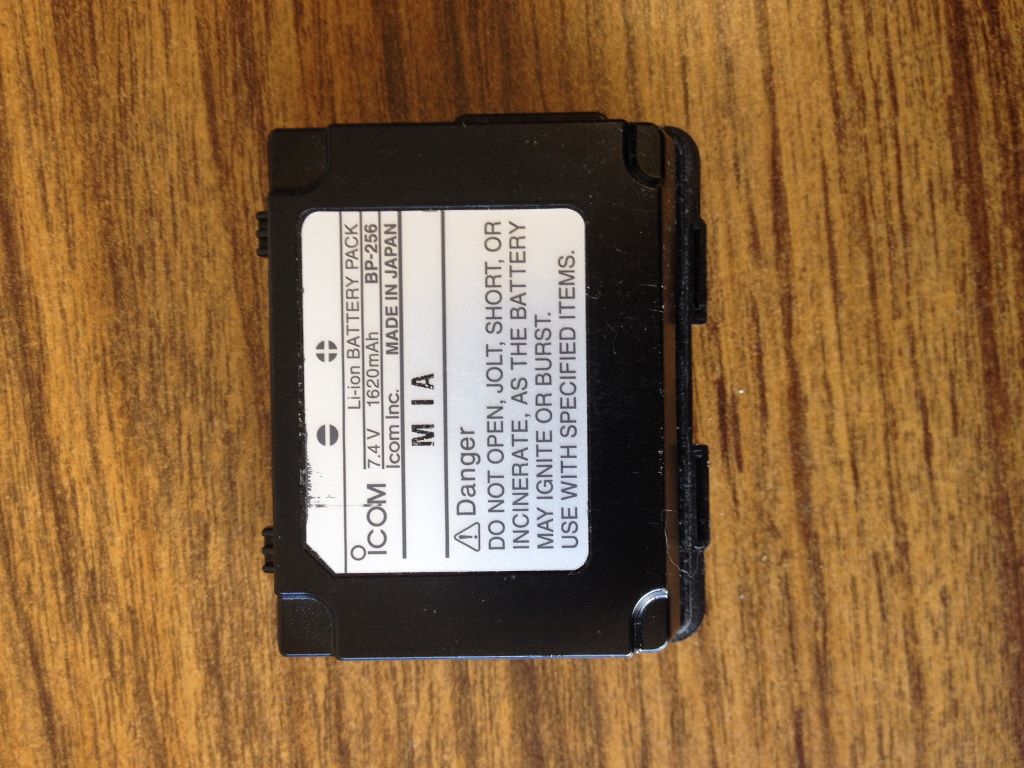 ⊖ ⊕
ICOM Li-ion BATTERY PACK
7.4 V 1620mAh BP-256
Icom Inc. MADE IN JAPAN
M I A
⚠ Danger
DO NOT OPEN, JOLT, SHORT, OR
INCINERATE, AS THE BATTERY
MAY IGNITE OR BURST.
USE WITH SPECIFIED ITEMS.